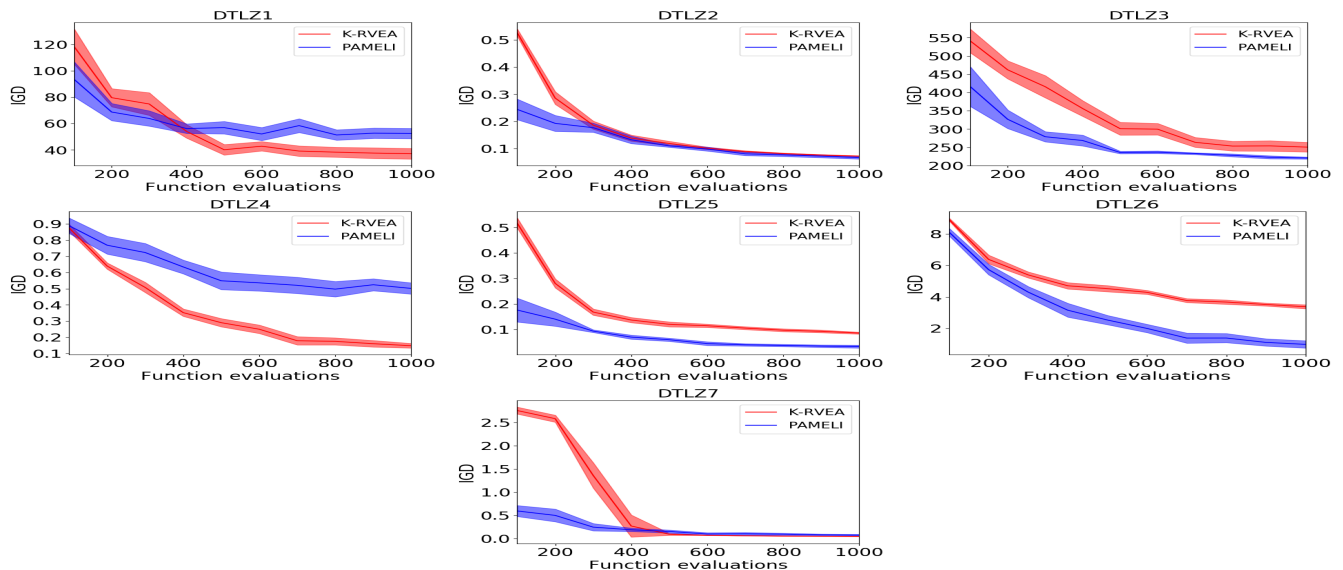 DTLZ1
K-RVEA
PAMELI
120
100
80
60
40
IGD
200 400 600 800 1000
Function evaluations
DTLZ2
K-RVEA
PAMELI
0.5
0.4
0.3
0.2
0.1
IGD
200 400 600 800 1000
Function evaluations
DTLZ3
K-RVEA
PAMELI
550
500
450
400
350
300
250
200
IGD
200 400 600 800 1000
Function evaluations
DTLZ4
K-RVEA
PAMELI
0.9
0.8
0.7
0.6
0.5
0.4
0.3
0.2
0.1
IGD
200 400 600 800 1000
Function evaluations
DTLZ5
K-RVEA
PAMELI
0.5
0.4
0.3
0.2
0.1
IGD
200 400 600 800 1000
Function evaluations
DTLZ6
K-RVEA
PAMELI
8
6
4
2
IGD
200 400 600 800 1000
Function evaluations
DTLZ7
K-RVEA
PAMELI
2.5
2.0
1.5
1.0
0.5
0.0
IGD
200 400 600 800 1000
Function evaluations